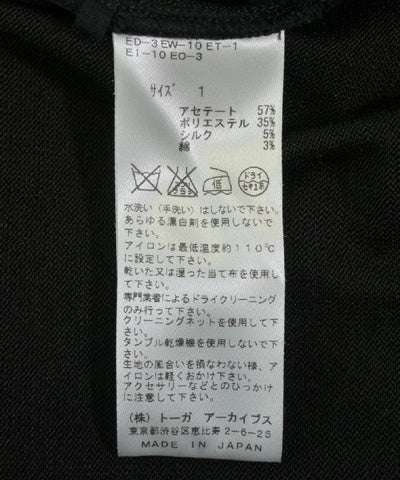 ED-3 EW-10 ET-1
EI-10 EO-3
サイズ 1
アセテート 57%
ポリエステル 35%
シルク 5%
綿 3%
低
ドライ
セキユ系
水洗い（手洗い）はしないで下さい。
あらゆる漂白剤を使用しないで下さい。
アイロンは最低温度約110℃
に設定して下さい。
乾いた又は湿った当て布を使用し
て下さい。
専門業者によるドライクリーニング
のみ行って下さい。
クリーニングネットを使用して下
さい。
タンブル乾燥機を使用しないで下
さい。
生地の風合いを損なわない様、ア
イロンは軽くおかけ下さい。
アクセサリーなどとのひっかけ
に注意して下さい。
（株）トーガ アーカイブス
東京都渋谷区恵比寿2-6-25
MADE IN JAPAN